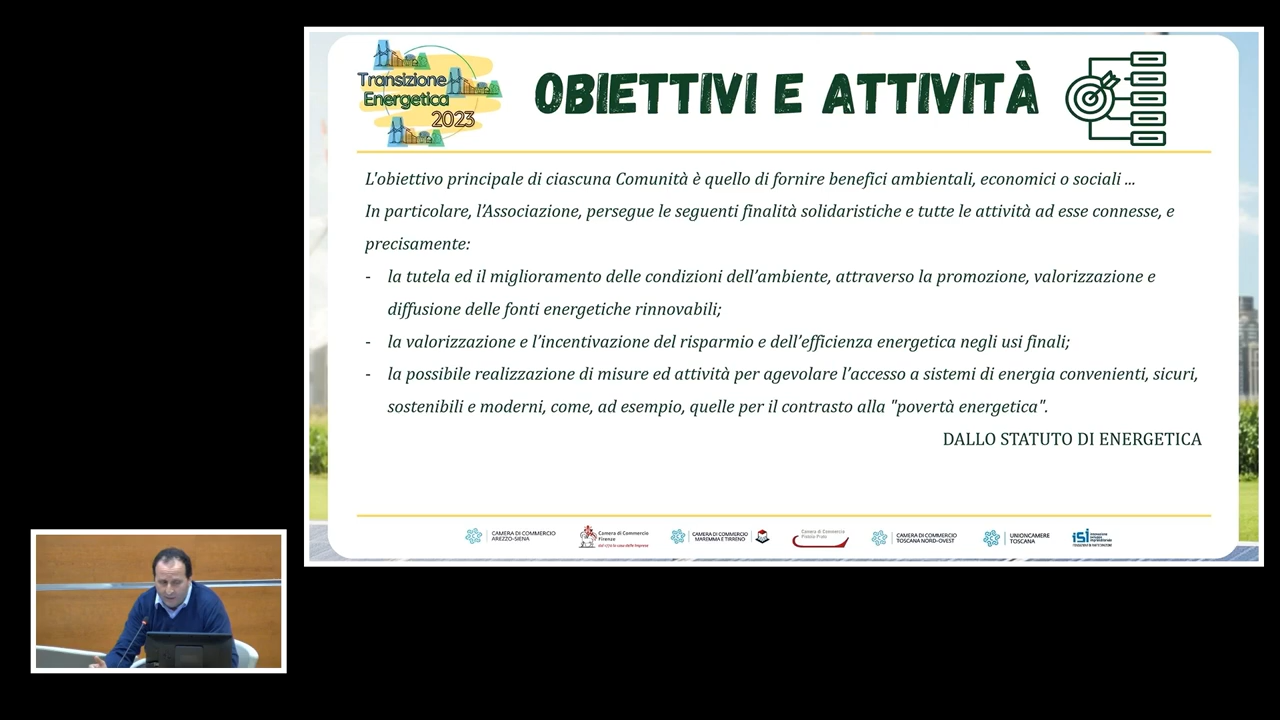 Transizione
Energetica
2023
OBIETTIVI E ATTIVITÀ
L'obiettivo principale di ciascuna Comunità è quello di fornire benefici ambientali, economici o sociali ...
In particolare, l'Associazione, persegue le seguenti finalità solidaristiche e tutte le attività ad esse connesse, e
precisamente:
- la tutela ed il miglioramento delle condizioni dell'ambiente, attraverso la promozione, valorizzazione e
diffusione delle fonti energetiche rinnovabili;
- la valorizzazione e l'incentivazione del risparmio e dell'efficienza energetica negli usi finali;
- la possibile realizzazione di misure ed attività per agevolare l'accesso a sistemi di energia convenienti, sicuri,
sostenibili e moderni, come, ad esempio, quelle per il contrasto alla "povertà energetica".
DALLO STATUTO DI ENERGETICA
CAMERA DI COMMERCIO
AREZZO-SIENA
Camera di Commercio
Firenze
CAMERA DI COMMERCIO
MAREMMA E TIRRENO
Camera di Commercio
Pistoia-Prato
CAMERA DI COMMERCIO
TOSCANA NORD-OVEST
UNIONCAMERE
TOSCANA
isi